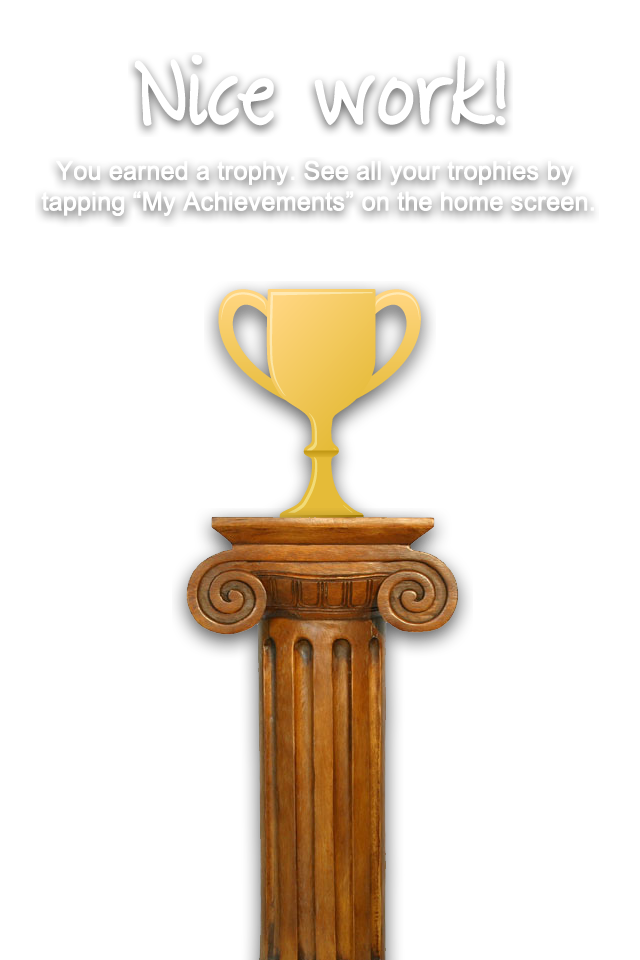 Nice work!
You earned a trophy. See all your trophies by
tapping “My Achievements” on the home screen.